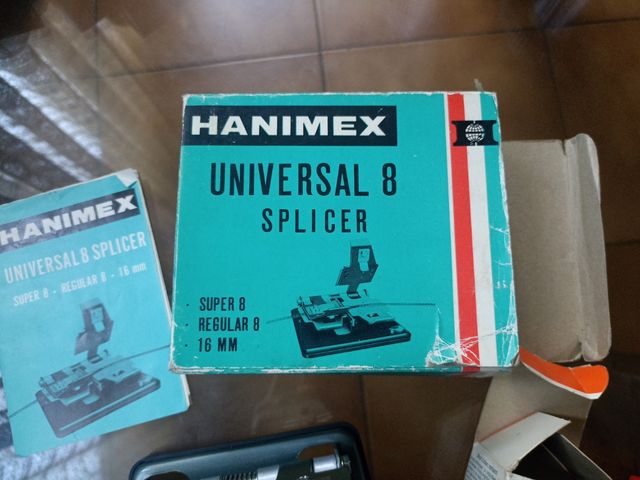 HANIMEX
UNIVERSAL 8
SPLICER
· SUPER 8
· REGULAR 8
· 16 MM
HANIMEX
UNIVERSAL 8 SPLICER
SUPER 8 - REGULAR 8 - 16 mm